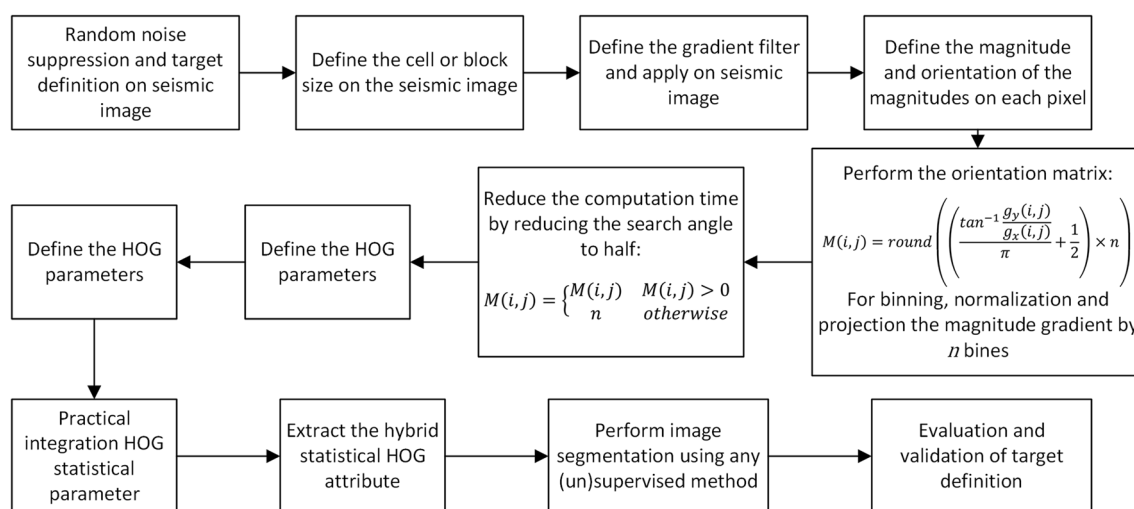 Random noise
suppression and target
definition on seismic
image
Define the cell or block
size on the seismic image
Define the gradient filter
and apply on seismic
image
Define the magnitude
and orientation of the
magnitudes on each pixel
Perform the orientation matrix:
M(i,j) = round(((tan⁻¹(g_y(i,j)/g_x(i,j))/π + 1/2) × n)
For binning, normalization and
projection the magnitude gradient by
n bines
Reduce the computation time
by reducing the search angle
to half:
M(i,j) = {M(i,j) M(i,j) > 0
n otherwise
Define the HOG
parameters
Define the HOG
parameters
Practical
integration HOG
statistical
parameter
Extract the hybrid
statistical HOG
attribute
Perform image
segmentation using any
(un)supervised method
Evaluation and
validation of target
definition